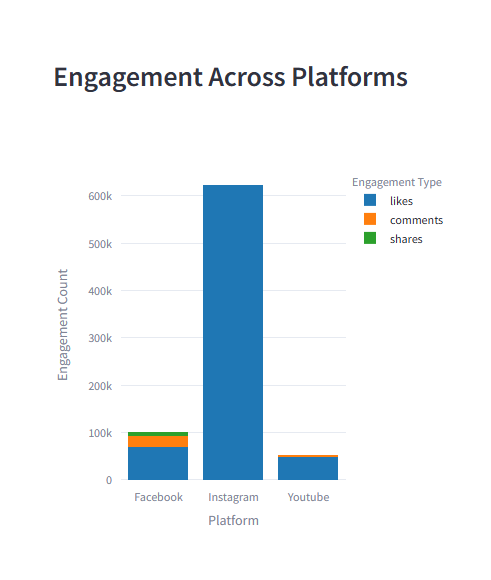 Engagement Across Platforms
Engagement Type
likes
comments
shares
Engagement Count
600k
500k
400k
300k
200k
100k
0
Facebook Instagram Youtube
Platform